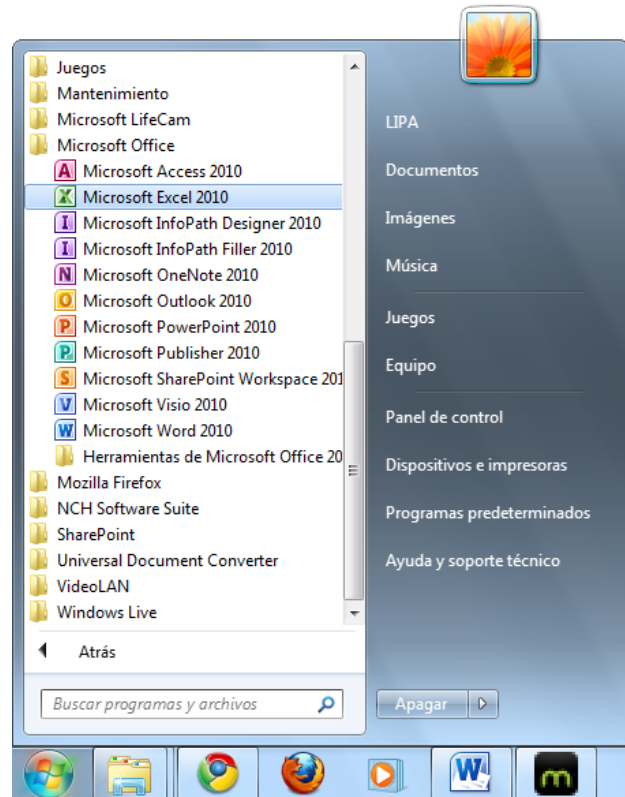 Juegos
Mantenimiento
Microsoft LifeCam
Microsoft Office
Microsoft Access 2010
Microsoft Excel 2010
Microsoft InfoPath Designer 2010
Microsoft InfoPath Filler 2010
Microsoft OneNote 2010
Microsoft Outlook 2010
Microsoft PowerPoint 2010
Microsoft Publisher 2010
Microsoft SharePoint Workspace 201
Microsoft Visio 2010
Microsoft Word 2010
Herramientas de Microsoft Office 20
Mozilla Firefox
NCH Software Suite
SharePoint
Universal Document Converter
VideoLAN
Windows Live
Atrás
Buscar programas y archivos
LIPA
Documentos
Imágenes
Música
Juegos
Equipo
Panel de control
Dispositivos e impresoras
Programas predeterminados
Ayuda y soporte técnico
Apagar